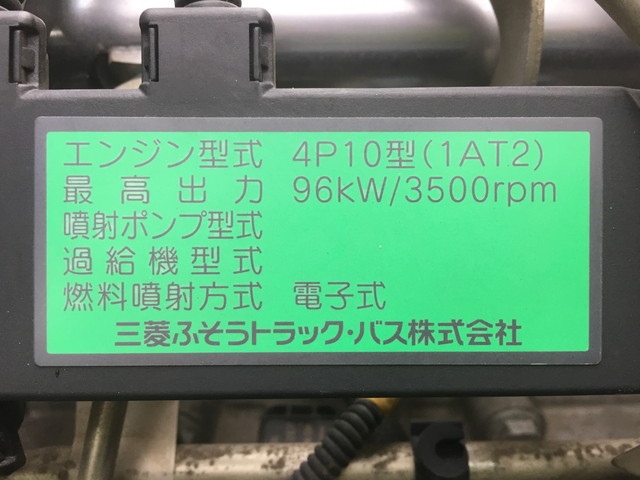 エンジン型式 4P10型(1AT2)
最高出力 96kW/3500rpm
噴射ポンプ型式
過給機型式
燃料噴射方式 電子式
三菱ふそうトラック・バス株式会社